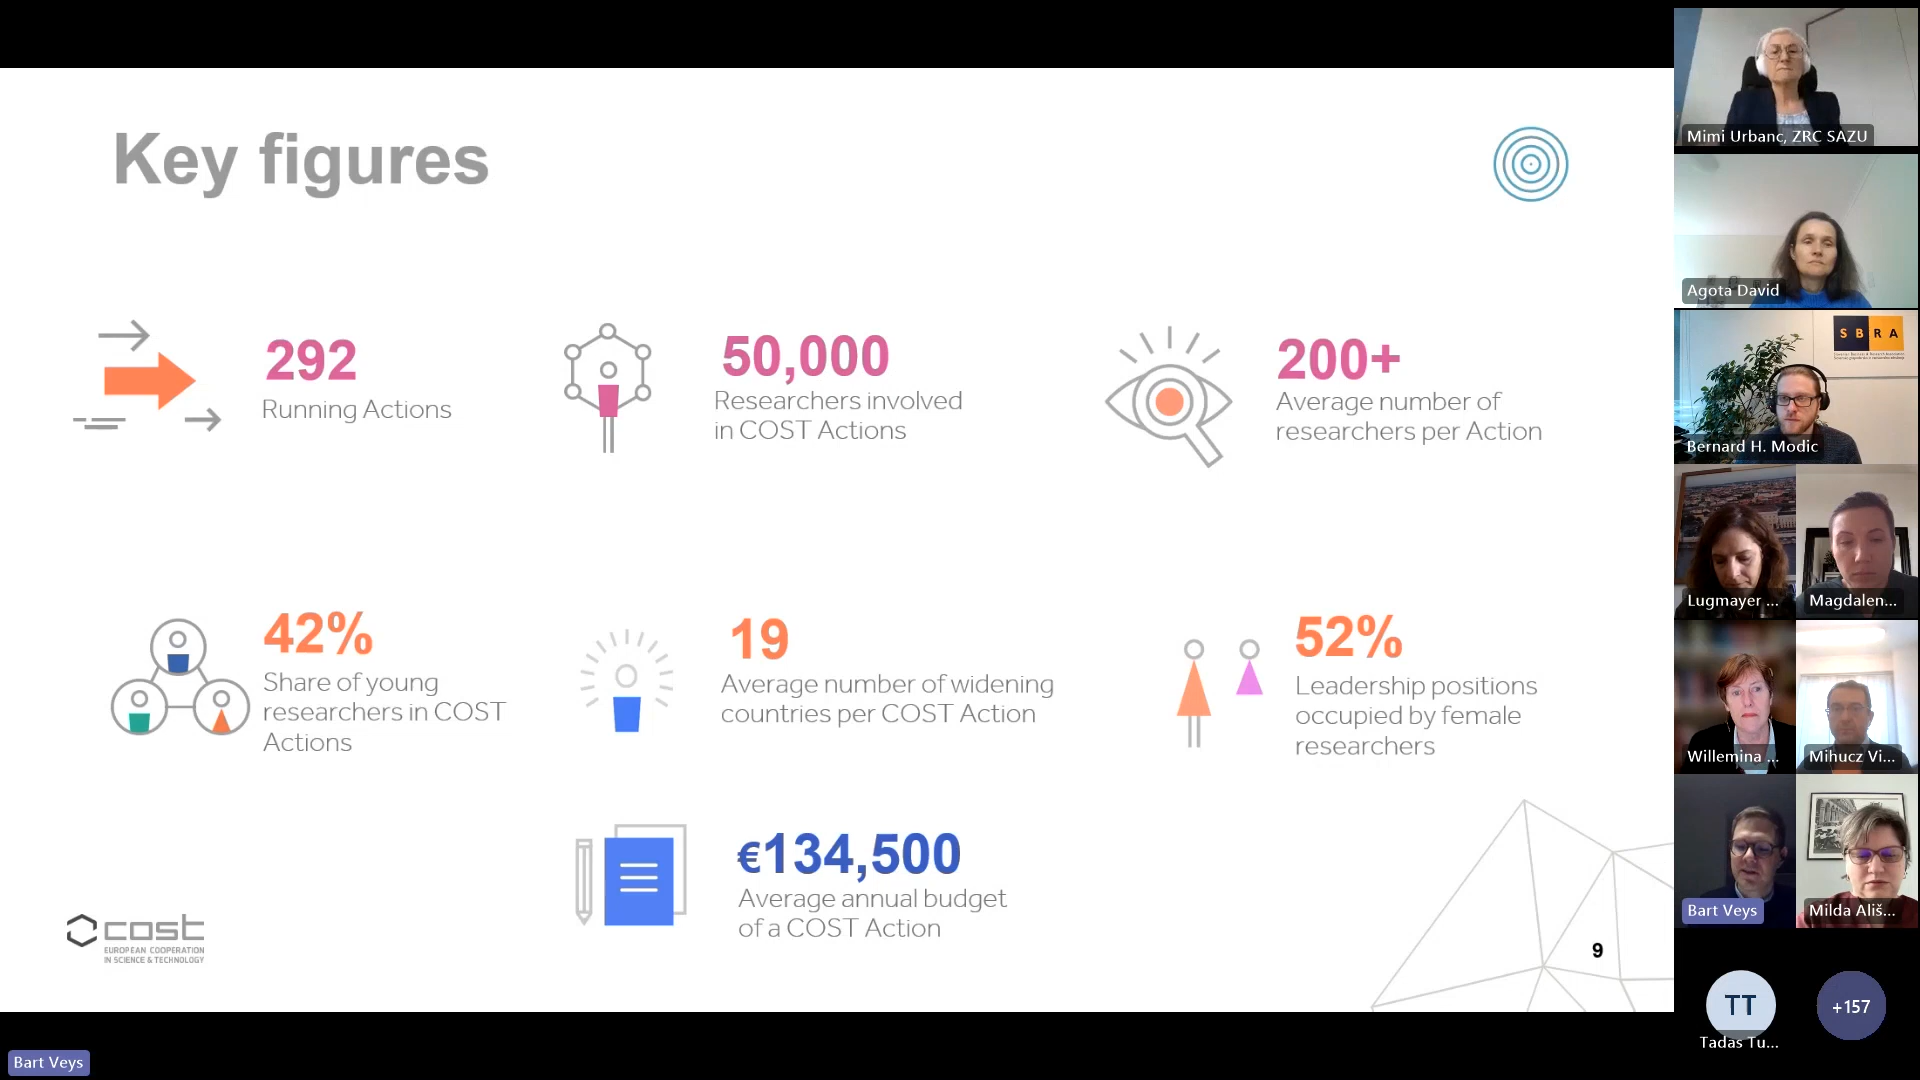 Key figures
292
Running Actions
50,000
Researchers involved
in COST Actions
200+
Average number of
researchers per Action
42%
Share of young
researchers in COST
Actions
19
Average number of widening
countries per COST Action
52%
Leadership positions
occupied by female
researchers
€134,500
Average annual budget
of a COST Action
cost
EUROPEAN COOPERATION
IN SCIENCE & TECHNOLOGY
9
Bart Veys
Mimi Urbanc, ZRC SAZU
Agota David
SBRA
Bernard H. Modic
Lugmayer ...
Magdalen...
Willemina ...
Mihucz Vi...
Bart Veys
Milda Ališ...
TT
Tadas Tu...
+157